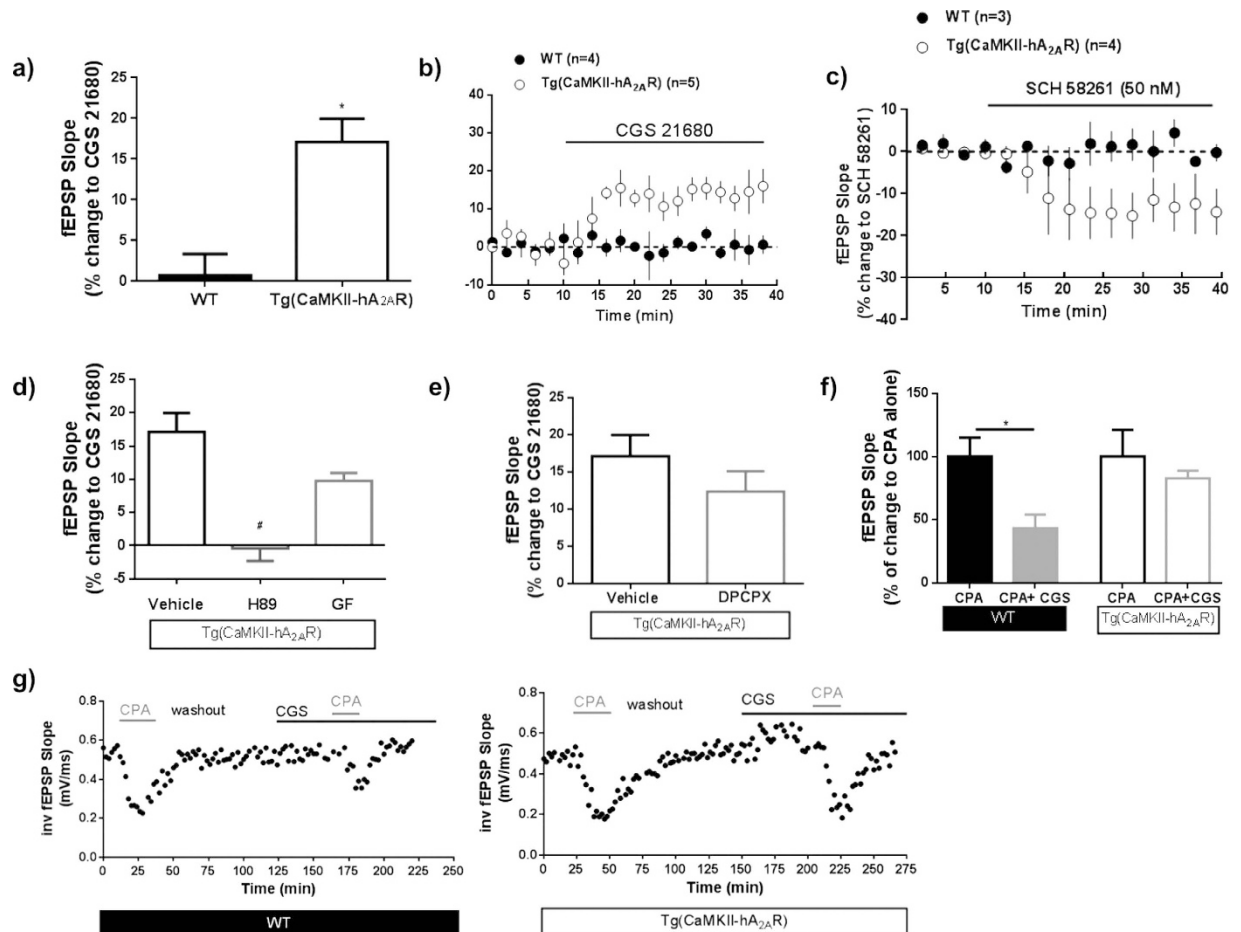 a)
fEPSP Slope
(% change to CGS 21680)
25
20
15
10
5
0
*
WT
Tg(CaMKII-hA2AR)
b)
WT (n=4)
Tg(CaMKII-hA2AR) (n=5)
CGS 21680
40
30
20
10
0
-10
0 5 10 15 20 25 30 35 40
Time (min)
WT (n=3)
Tg(CaMKII-hA2AR) (n=4)
c)
SCH 58261 (50 nM)
fEPSP Slope
(% change to SCH 58261)
10
0
-10
-20
-30
-40
0 5 10 15 20 25 30 35 40
Time (min)
d)
fEPSP Slope
(% change to CGS 21680)
25
20
15
10
5
0
-5
#
Vehicle H89 GF
Tg(CaMKII-hA2AR)
e)
fEPSP Slope
(% change to CGS 21680)
25
20
15
10
5
0
Vehicle DPCPX
Tg(CaMKII-hA2AR)
f)
fEPSP Slope
(% of change to CPA alone)
150
100
50
0
*
CPA CPA+ CGS CPA CPA+CGS
WT Tg(CaMKII-hA2AR)
g)
inv fEPSP Slope
(mV/ms)
0.8
0.6
0.4
0.2
0.0
CPA washout CGS CPA
0 25 50 75 100 125 150 175 200 225 250
Time (min)
WT
inv fEPSP Slope
(mV/ms)
0.8
0.6
0.4
0.2
0.0
CPA washout CGS CPA
0 25 50 75 100 125 150 175 200 225 250 275
Time (min)
Tg(CaMKII-hA2AR)